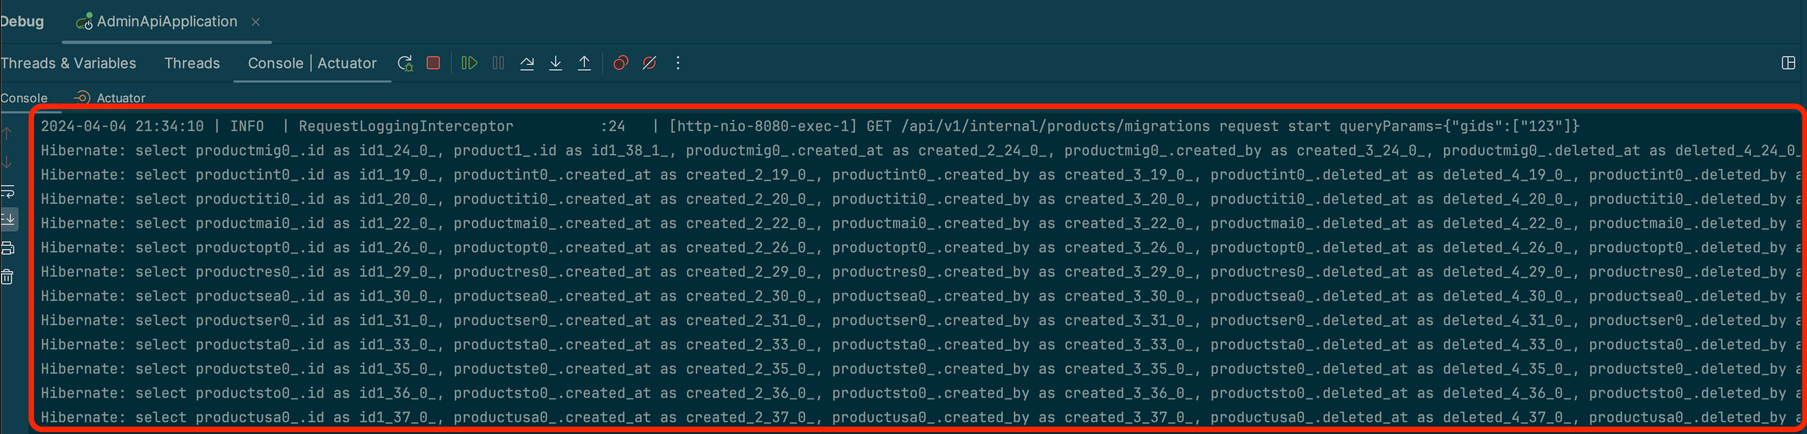 Debug AdminApiApplication
Threads & Variables Threads Console | Actuator
Console Actuator
2024-04-04 21:34:10 | INFO | RequestLoggingInterceptor :24 | [http-nio-8080-exec-1] GET /api/v1/internal/products/migrations request start queryParams={"gids":["123"]}
Hibernate: select productmig0_.id as id1_24_0_, product1_.id as id1_38_1_, productmig0_.created_at as created_2_24_0_, productmig0_.created_by as created_3_24_0_, productmig0_.deleted_at as deleted_4_24_0_
Hibernate: select productint0_.id as id1_19_0_, productint0_.created_at as created_2_19_0_, productint0_.created_by as created_3_19_0_, productint0_.deleted_at as deleted_4_19_0_, productint0_.deleted_by a
Hibernate: select productiti0_.id as id1_20_0_, productiti0_.created_at as created_2_20_0_, productiti0_.created_by as created_3_20_0_, productiti0_.deleted_at as deleted_4_20_0_, productiti0_.deleted_by a
Hibernate: select productmai0_.id as id1_22_0_, productmai0_.created_at as created_2_22_0_, productmai0_.created_by as created_3_22_0_, productmai0_.deleted_at as deleted_4_22_0_, productmai0_.deleted_by a
Hibernate: select productopt0_.id as id1_26_0_, productopt0_.created_at as created_2_26_0_, productopt0_.created_by as created_3_26_0_, productopt0_.deleted_at as deleted_4_26_0_, productopt0_.deleted_by a
Hibernate: select productres0_.id as id1_29_0_, productres0_.created_at as created_2_29_0_, productres0_.created_by as created_3_29_0_, productres0_.deleted_at as deleted_4_29_0_, productres0_.deleted_by a
Hibernate: select productsea0_.id as id1_30_0_, productsea0_.created_at as created_2_30_0_, productsea0_.created_by as created_3_30_0_, productsea0_.deleted_at as deleted_4_30_0_, productsea0_.deleted_by a
Hibernate: select productser0_.id as id1_31_0_, productser0_.created_at as created_2_31_0_, productser0_.created_by as created_3_31_0_, productser0_.deleted_at as deleted_4_31_0_, productser0_.deleted_by a
Hibernate: select productsta0_.id as id1_33_0_, productsta0_.created_at as created_2_33_0_, productsta0_.created_by as created_3_33_0_, productsta0_.deleted_at as deleted_4_33_0_, productsta0_.deleted_by a
Hibernate: select productste0_.id as id1_35_0_, productste0_.created_at as created_2_35_0_, productste0_.created_by as created_3_35_0_, productste0_.deleted_at as deleted_4_35_0_, productste0_.deleted_by a
Hibernate: select productsto0_.id as id1_36_0_, productsto0_.created_at as created_2_36_0_, productsto0_.created_by as created_3_36_0_, productsto0_.deleted_at as deleted_4_36_0_, productsto0_.deleted_by a
Hibernate: select productusa0_.id as id1_37_0_, productusa0_.created_at as created_2_37_0_, productusa0_.created_by as created_3_37_0_, productusa0_.deleted_at as deleted_4_37_0_, productusa0_.deleted_by a